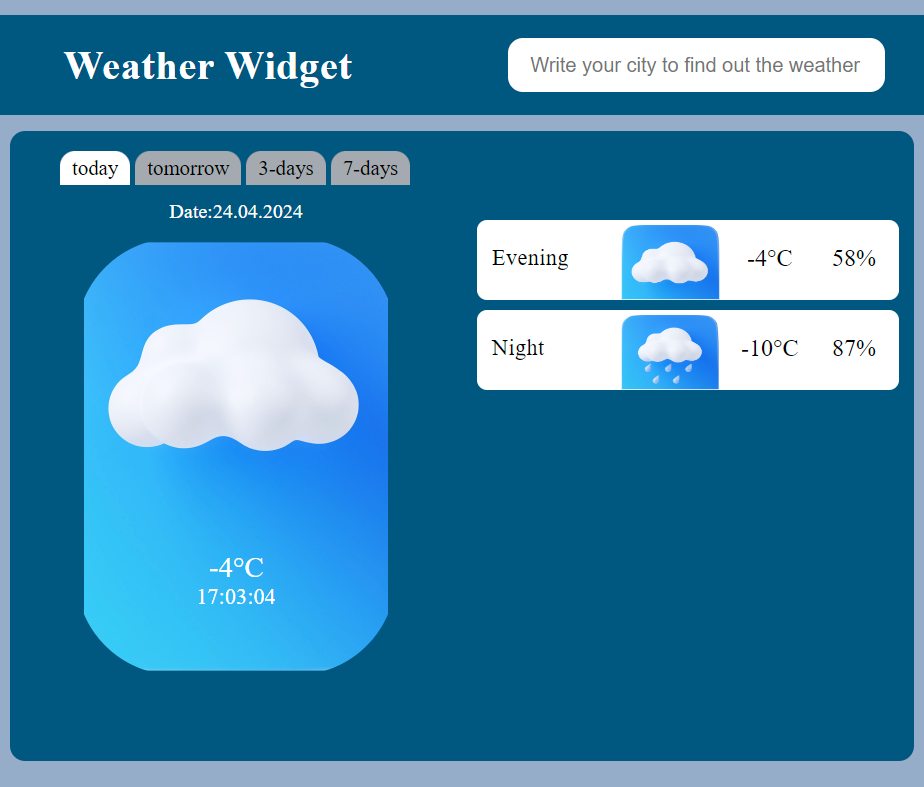 Weather Widget
Write your city to find out the weather
today tomorrow 3-days 7-days
Date:24.04.2024
-4°C
17:03:04
Evening -4°C 58%
Night -10°C 87%